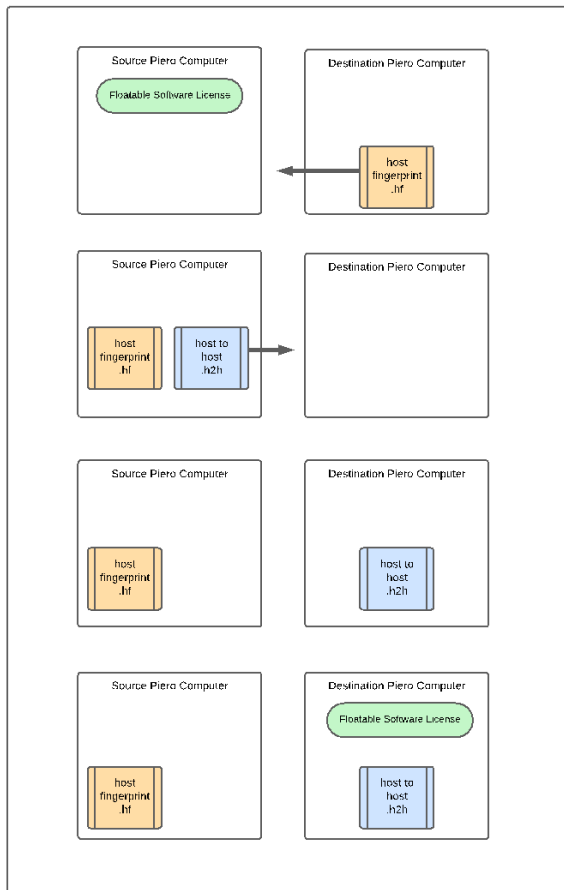 Source Piero Computer
Destination Piero Computer
Floatable Software License
host
fingerprint
.hf
Source Piero Computer
Destination Piero Computer
host
fingerprint
.hf
host to
host
.h2h
Source Piero Computer
Destination Piero Computer
host
fingerprint
.hf
host to
host
.h2h
Source Piero Computer
Destination Piero Computer
Floatable Software License
host
fingerprint
.hf
host to
host
.h2h